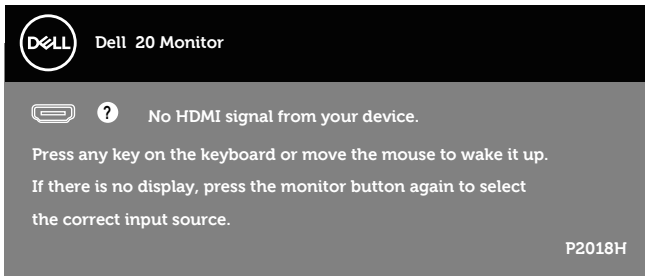 DELL
Dell 20 Monitor
? No HDMI signal from your device.
Press any key on the keyboard or move the mouse to wake it up.
If there is no display, press the monitor button again to select
the correct input source.
P2018H